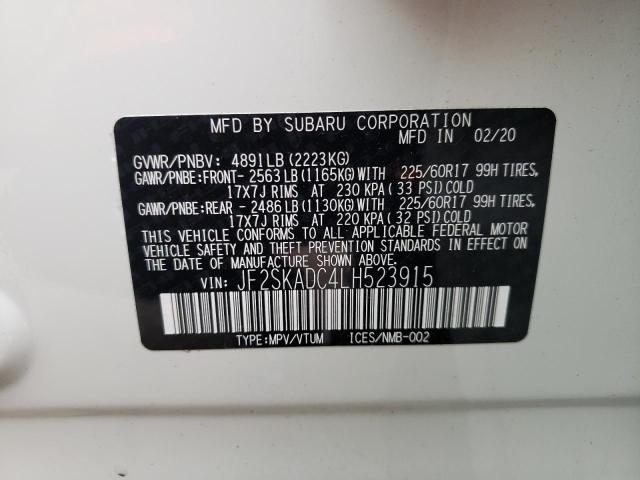 MFD BY SUBARU CORPORATION
MFD IN 02/20
GVWR/PNBV: 4891LB (2223KG)
GAWR/PNBE:FRONT- 2563LB (1165KG)WITH 225/60R17 99H TIRES,
17X7J RIMS AT 230 KPA (33 PSI)COLD
GAWR/PNBE:REAR - 2486LB (1130KG)WITH 225/60R17 99H TIRES,
17X7J RIMS AT 220 KPA (32 PSI)COLD
THIS VEHICLE CONFORMS TO ALL APPLICABLE FEDERAL MOTOR
VEHICLE SAFETY AND THEFT PREVENTION STANDARDS IN EFFECT ON
THE DATE OF MANUFACTURE SHOWN ABOVE.
VIN: JF2SKADC4LH523915
TYPE:MPV/VTUM ICES/NMB-002